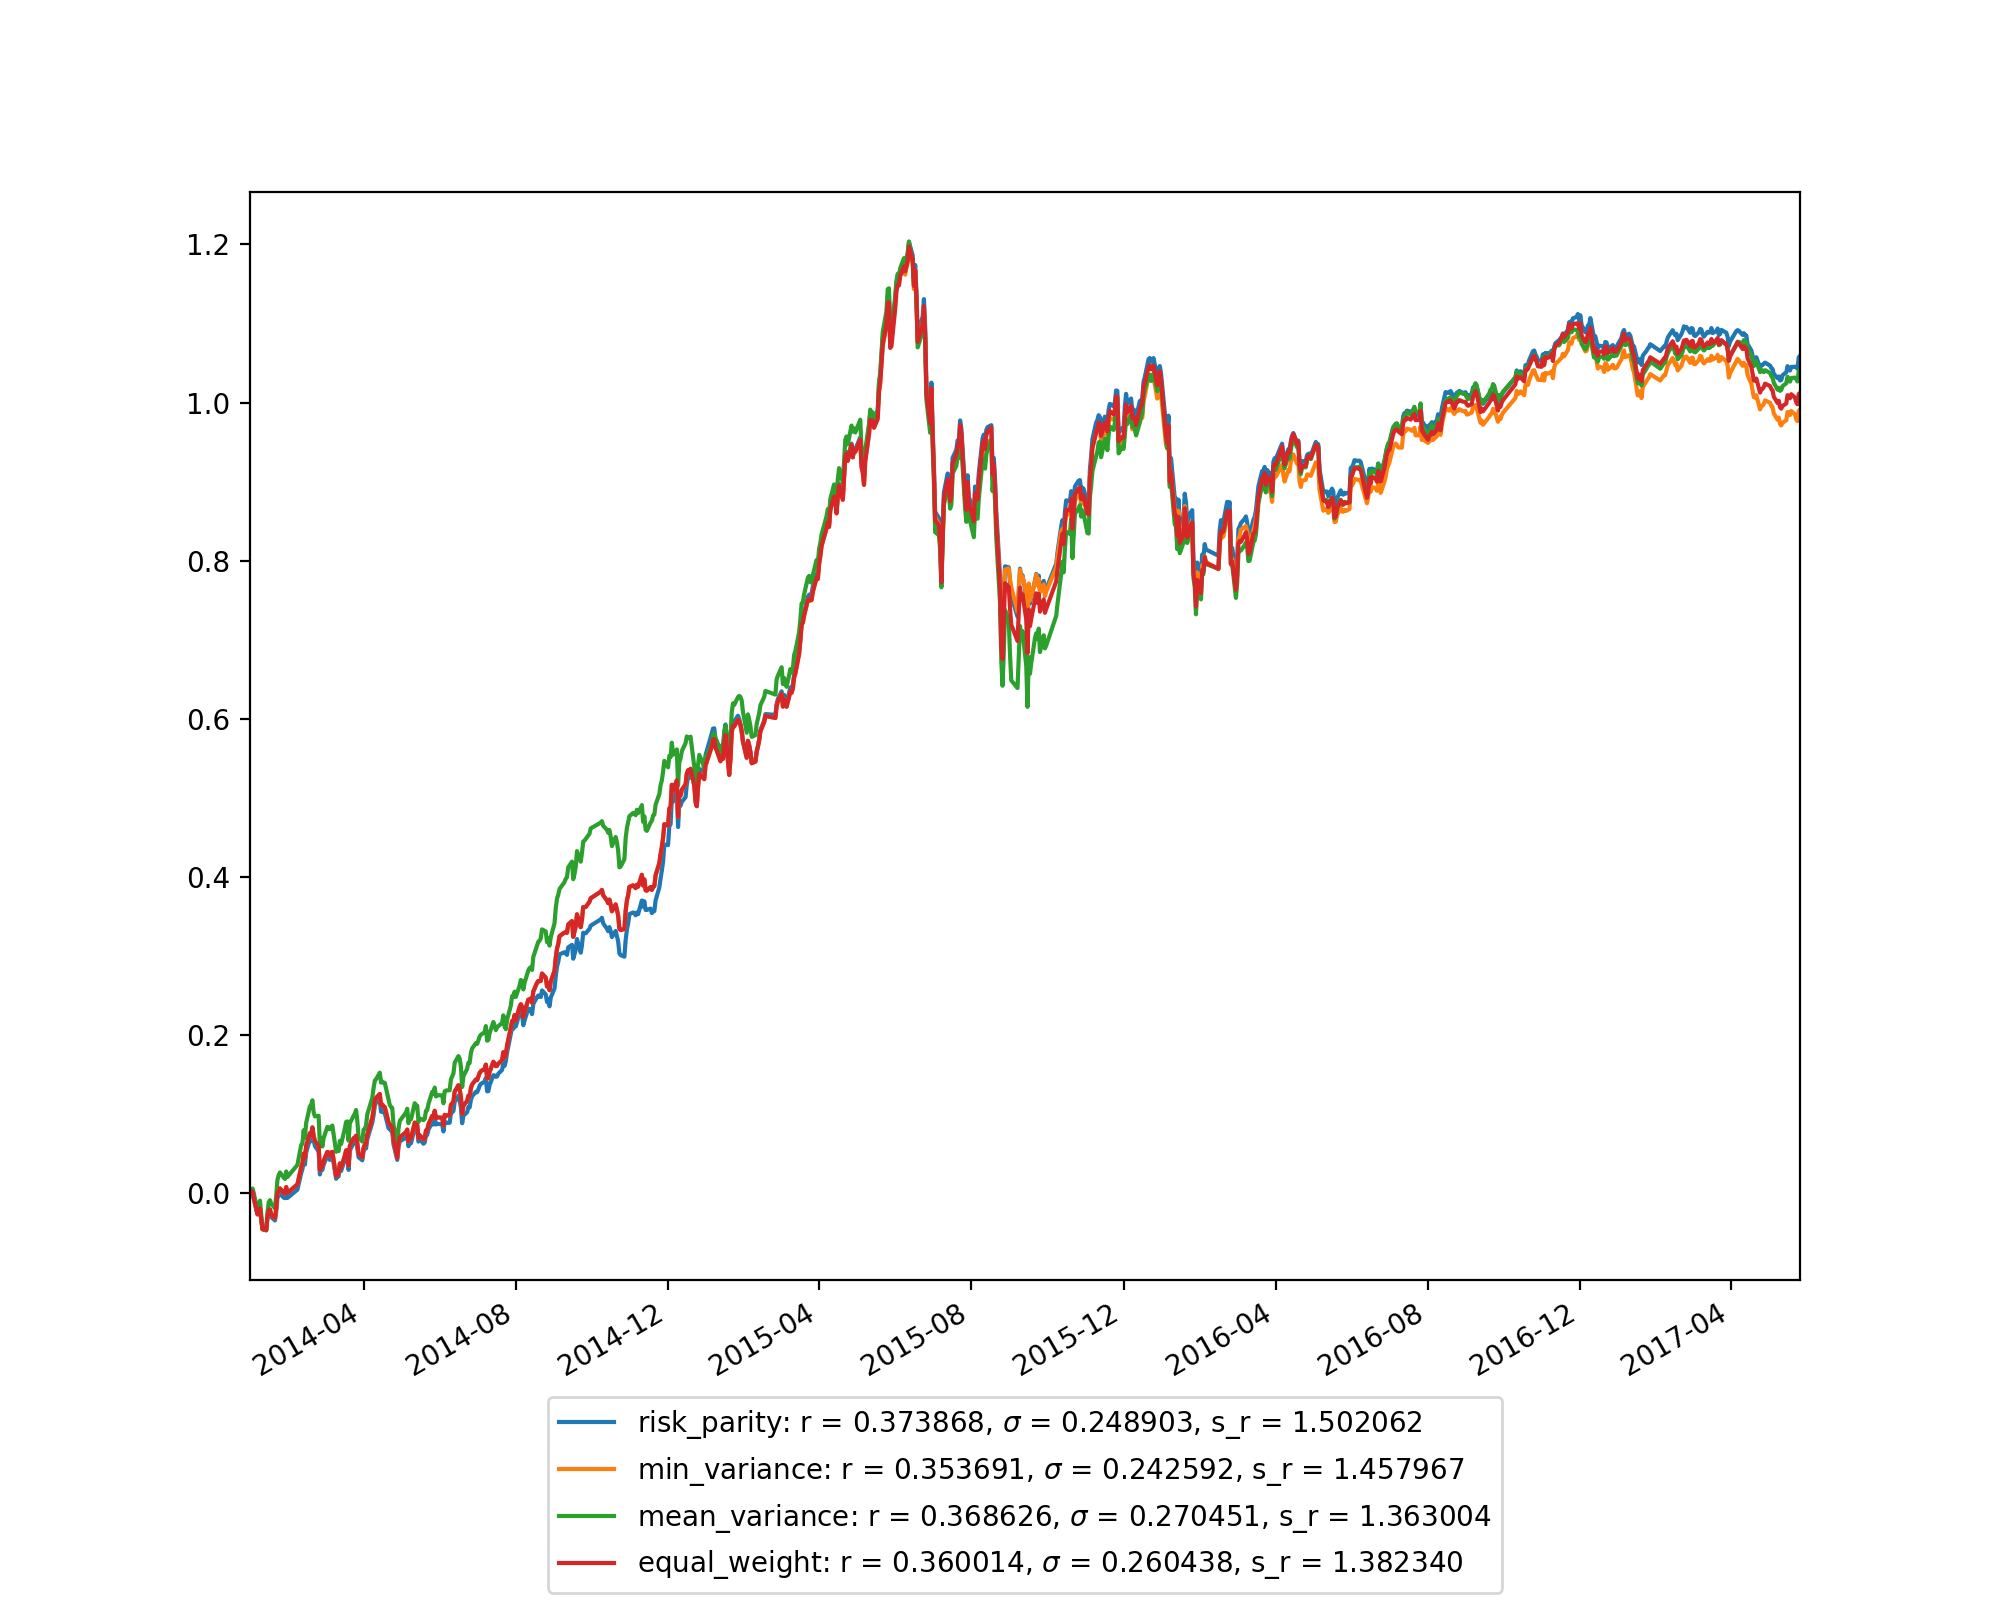 1.2
1.0
0.8
0.6
0.4
0.2
0.0
2014-04 2014-08 2014-12 2015-04 2015-08 2015-12 2016-04 2016-08 2016-12 2017-04
risk_parity: r = 0.373868, σ = 0.248903, s_r = 1.502062
min_variance: r = 0.353691, σ = 0.242592, s_r = 1.457967
mean_variance: r = 0.368626, σ = 0.270451, s_r = 1.363004
equal_weight: r = 0.360014, σ = 0.260438, s_r = 1.382340